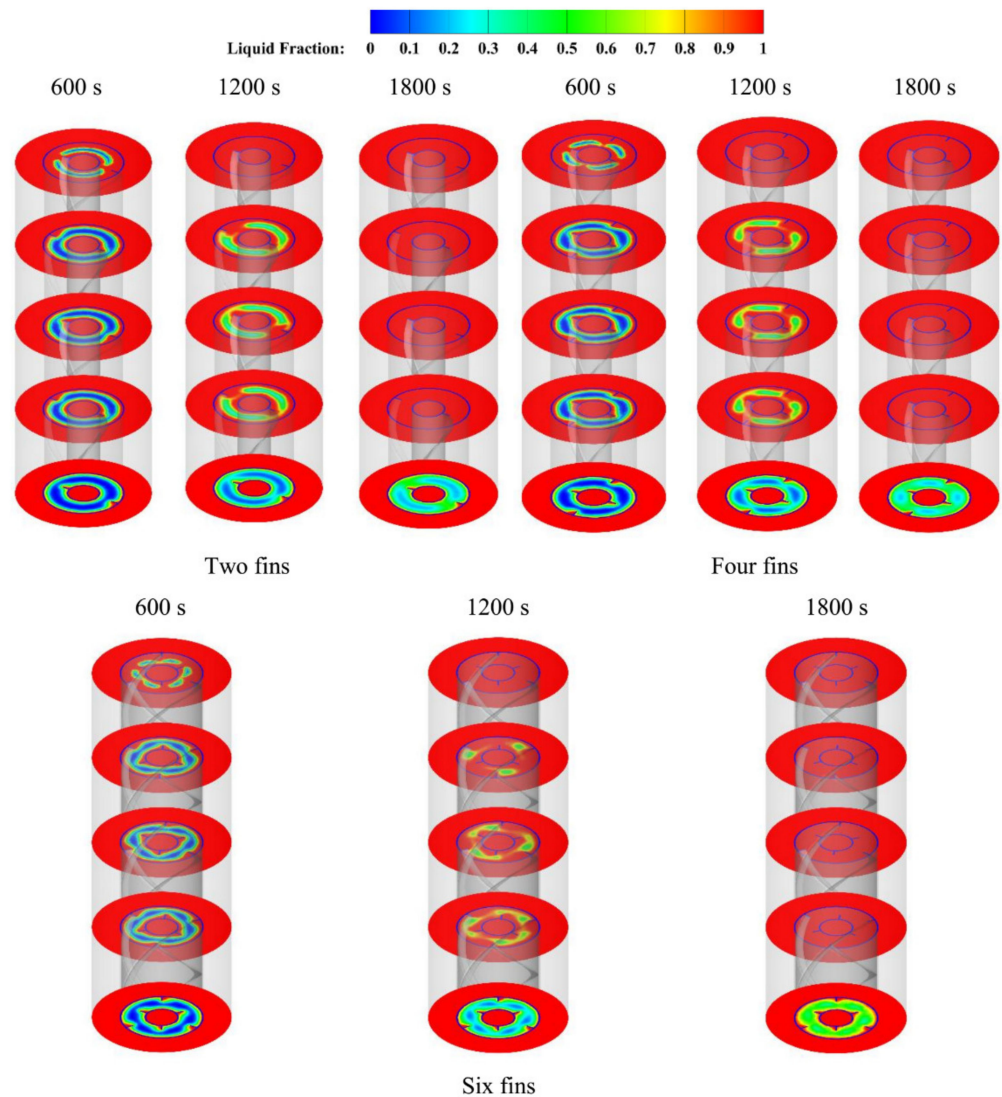 Liquid Fraction: 0 0.1 0.2 0.3 0.4 0.5 0.6 0.7 0.8 0.9 1
600 s 1200 s 1800 s 600 s 1200 s 1800 s
Two fins Four fins
600 s 1200 s 1800 s
Six fins